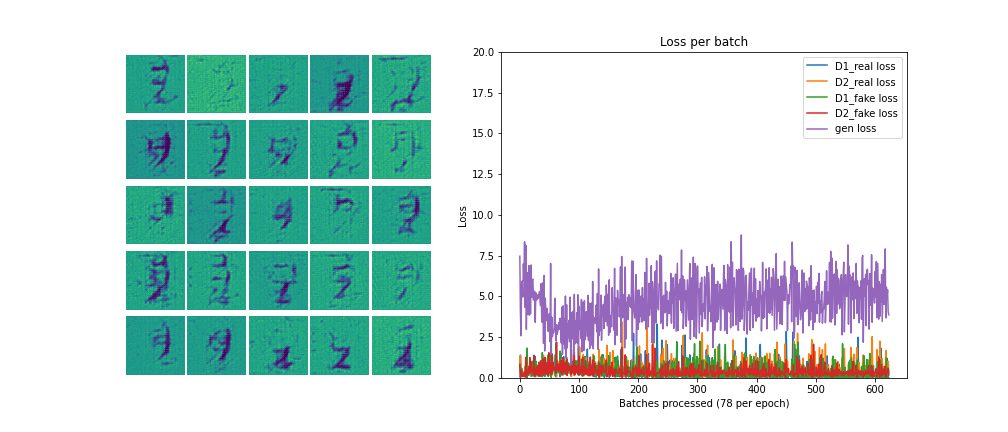 Loss per batch
20.0
17.5
15.0
12.5
10.0
7.5
5.0
2.5
0.0
Loss
D1_real loss
D2_real loss
D1_fake loss
D2_fake loss
gen loss
0 100 200 300 400 500 600
Batches processed (78 per epoch)